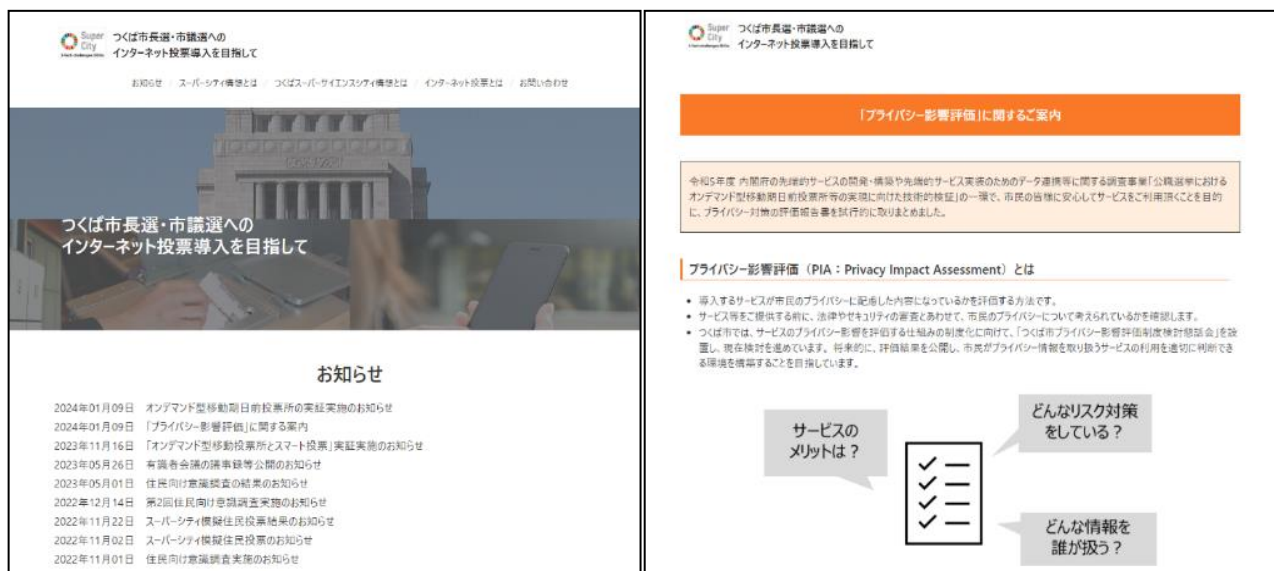 Super City
つくば市長選・市議選への
インターネット投票導入を目指して
お知らせ / スーパーシティ構想とは / つくばスーパーサイエンスシティ構想とは / インターネット投票とは / お問い合わせ
つくば市長選・市議選への
インターネット投票導入を目指して
お知らせ
2024年01月09日 オンデマンド型移動期日前投票所の実証実施のお知らせ
2024年01月09日 「プライバシー影響評価」に関する案内
2023年11月16日 「オンデマンド型移動投票所とスマート投票」実証実施のお知らせ
2023年05月26日 有識者会議の議事録等公開のお知らせ
2023年05月01日 住民向け意識調査の結果のお知らせ
2022年12月14日 第2回住民向け意識調査実施のお知らせ
2022年11月22日 スーパーシティ模擬住民投票結果のお知らせ
2022年11月02日 スーパーシティ模擬住民投票のお知らせ
2022年11月01日 住民向け意識調査実施のお知らせ
Super City
つくば市長選・市議選への
インターネット投票導入を目指して
「プライバシー影響評価」に関するご案内
令和5年度 内閣府の先端的サービスの開発・構築や先端的サービス実装のためのデータ連携等に関する調査事業「公職選挙における
オンデマンド型移動期日前投票所等の実現に向けた技術的検証」の一環で、市民の皆様に安心してサービスをご利用頂くことを目的
に、プライバシー対策の評価報告書を試行的に取りまとめました。
プライバシー影響評価（PIA：Privacy Impact Assessment）とは
• 導入するサービスが市民のプライバシーに配慮した内容になっているかを評価する方法です。
• サービス等をご提供する前に、法律やセキュリティの審査とあわせて、市民のプライバシーについて考えられているかを確認します。
• つくば市では、サービスのプライバシー影響を評価する仕組みの制度化に向けて、「つくば市プライバシー影響評価制度検討懇話会」を設
置し、現在検討を進めています。将来的に、評価結果を公開し、市民がプライバシー情報を取り扱うサービスの利用を適切に判断でき
る環境を構築することを目指しています。
サービスの
メリットは？
どんなリスク対策
をしている？
どんな情報を
誰が扱う？